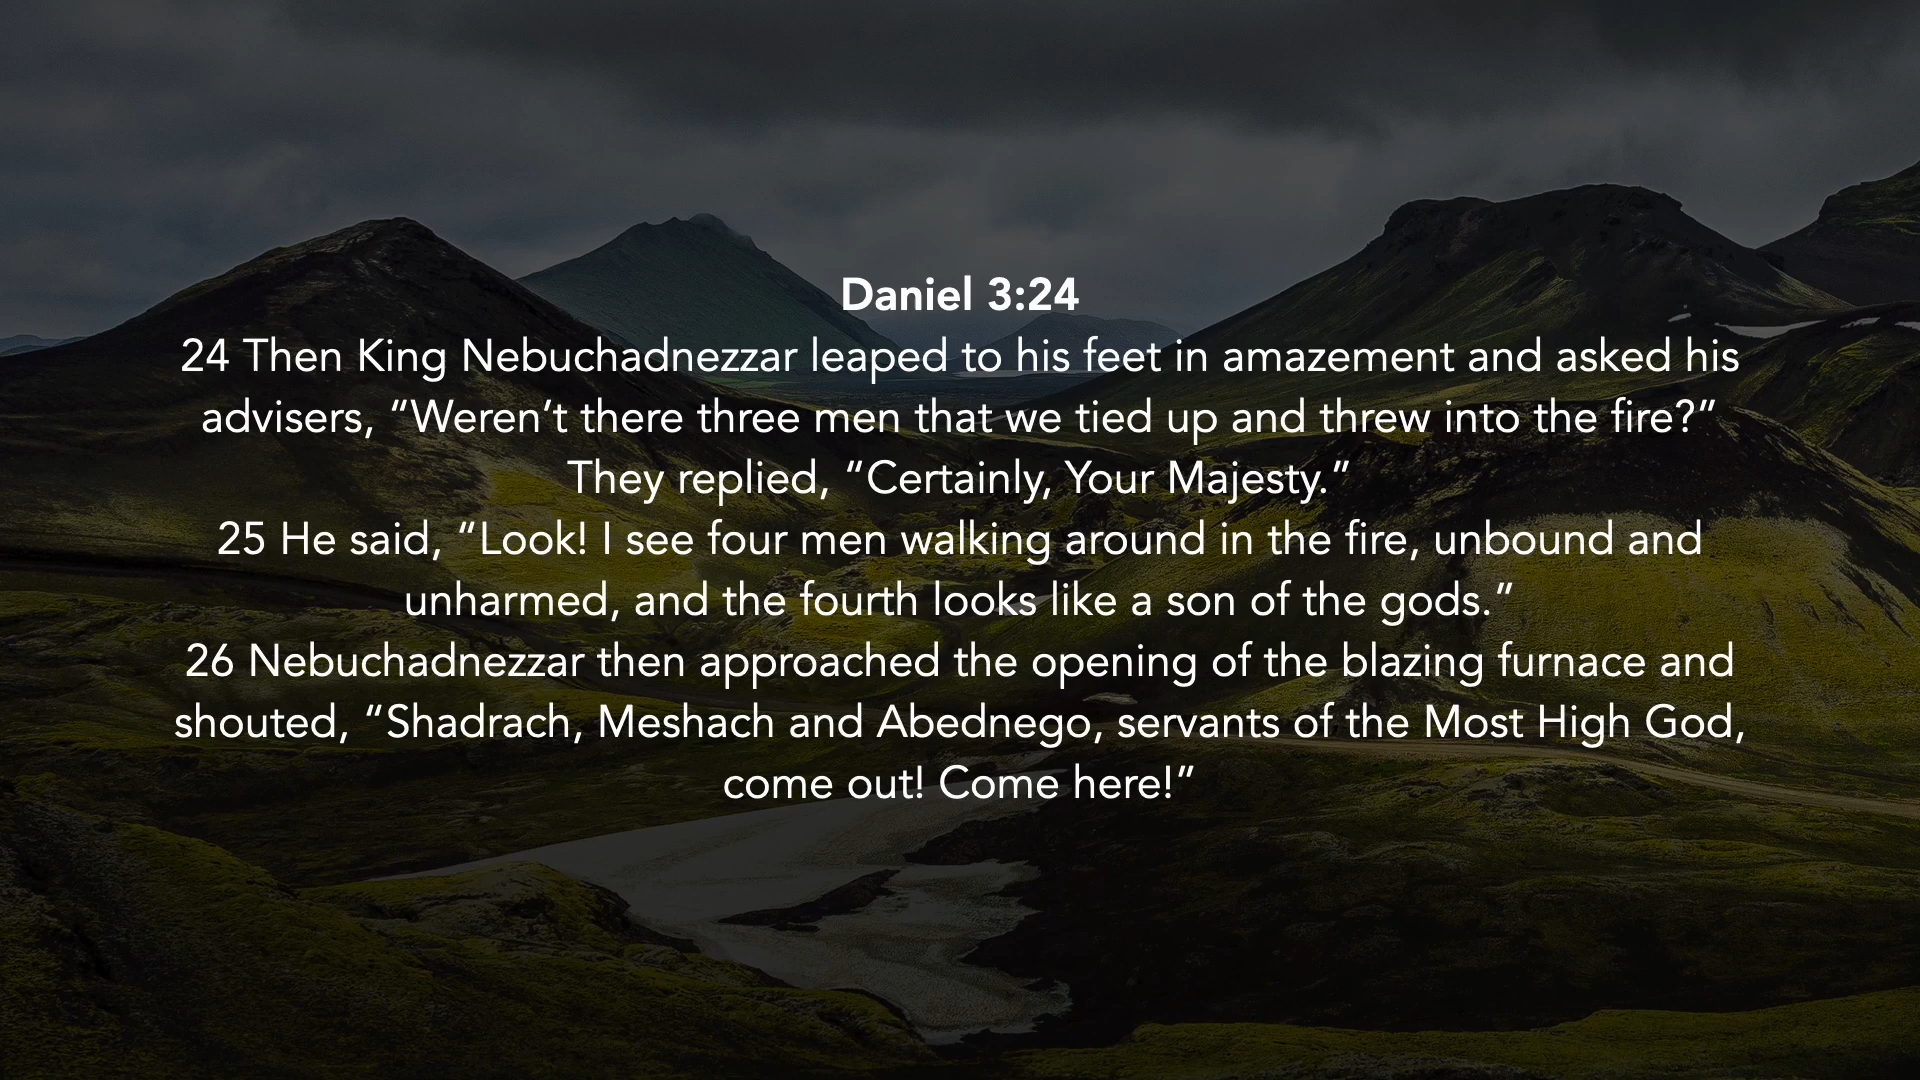 Daniel 3:24
24 Then King Nebuchadnezzar leaped to his feet in amazement and asked his
advisers, “Weren’t there three men that we tied up and threw into the fire?”
They replied, “Certainly, Your Majesty.”
25 He said, “Look! I see four men walking around in the fire, unbound and
unharmed, and the fourth looks like a son of the gods.”
26 Nebuchadnezzar then approached the opening of the blazing furnace and
shouted, “Shadrach, Meshach and Abednego, servants of the Most High God,
come out! Come here!”